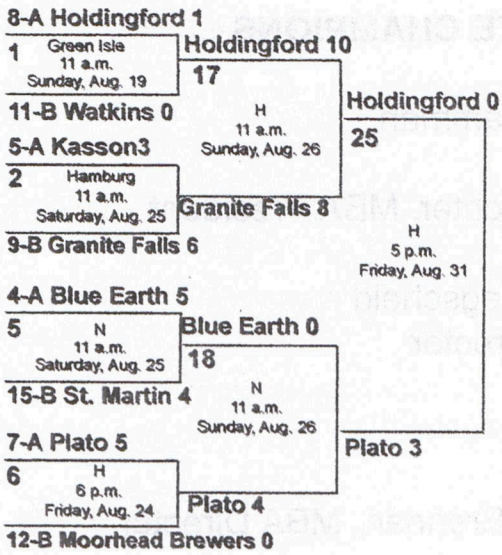 8-A Holdingford 1
1
Green Isle
11 a.m.
Sunday, Aug. 19
11-B Watkins 0
5-A Kasson3
2
Hamburg
11 a.m.
Saturday, Aug. 25
9-B Granite Falls 6
4-A Blue Earth 5
5
N
11 a.m.
Saturday, Aug. 25
15-B St. Martin 4
7-A Plato 5
6
H
6 p.m.
Friday, Aug. 24
12-B Moorhead Brewers 0
Holdingford 10
17
H
11 a.m.
Sunday, Aug. 26
Granite Falls 8
Blue Earth 0
18
N
11 a.m.
Sunday, Aug. 26
Plato 4
Holdingford 0
25
H
5 p.m.
Friday, Aug. 31
Plato 3